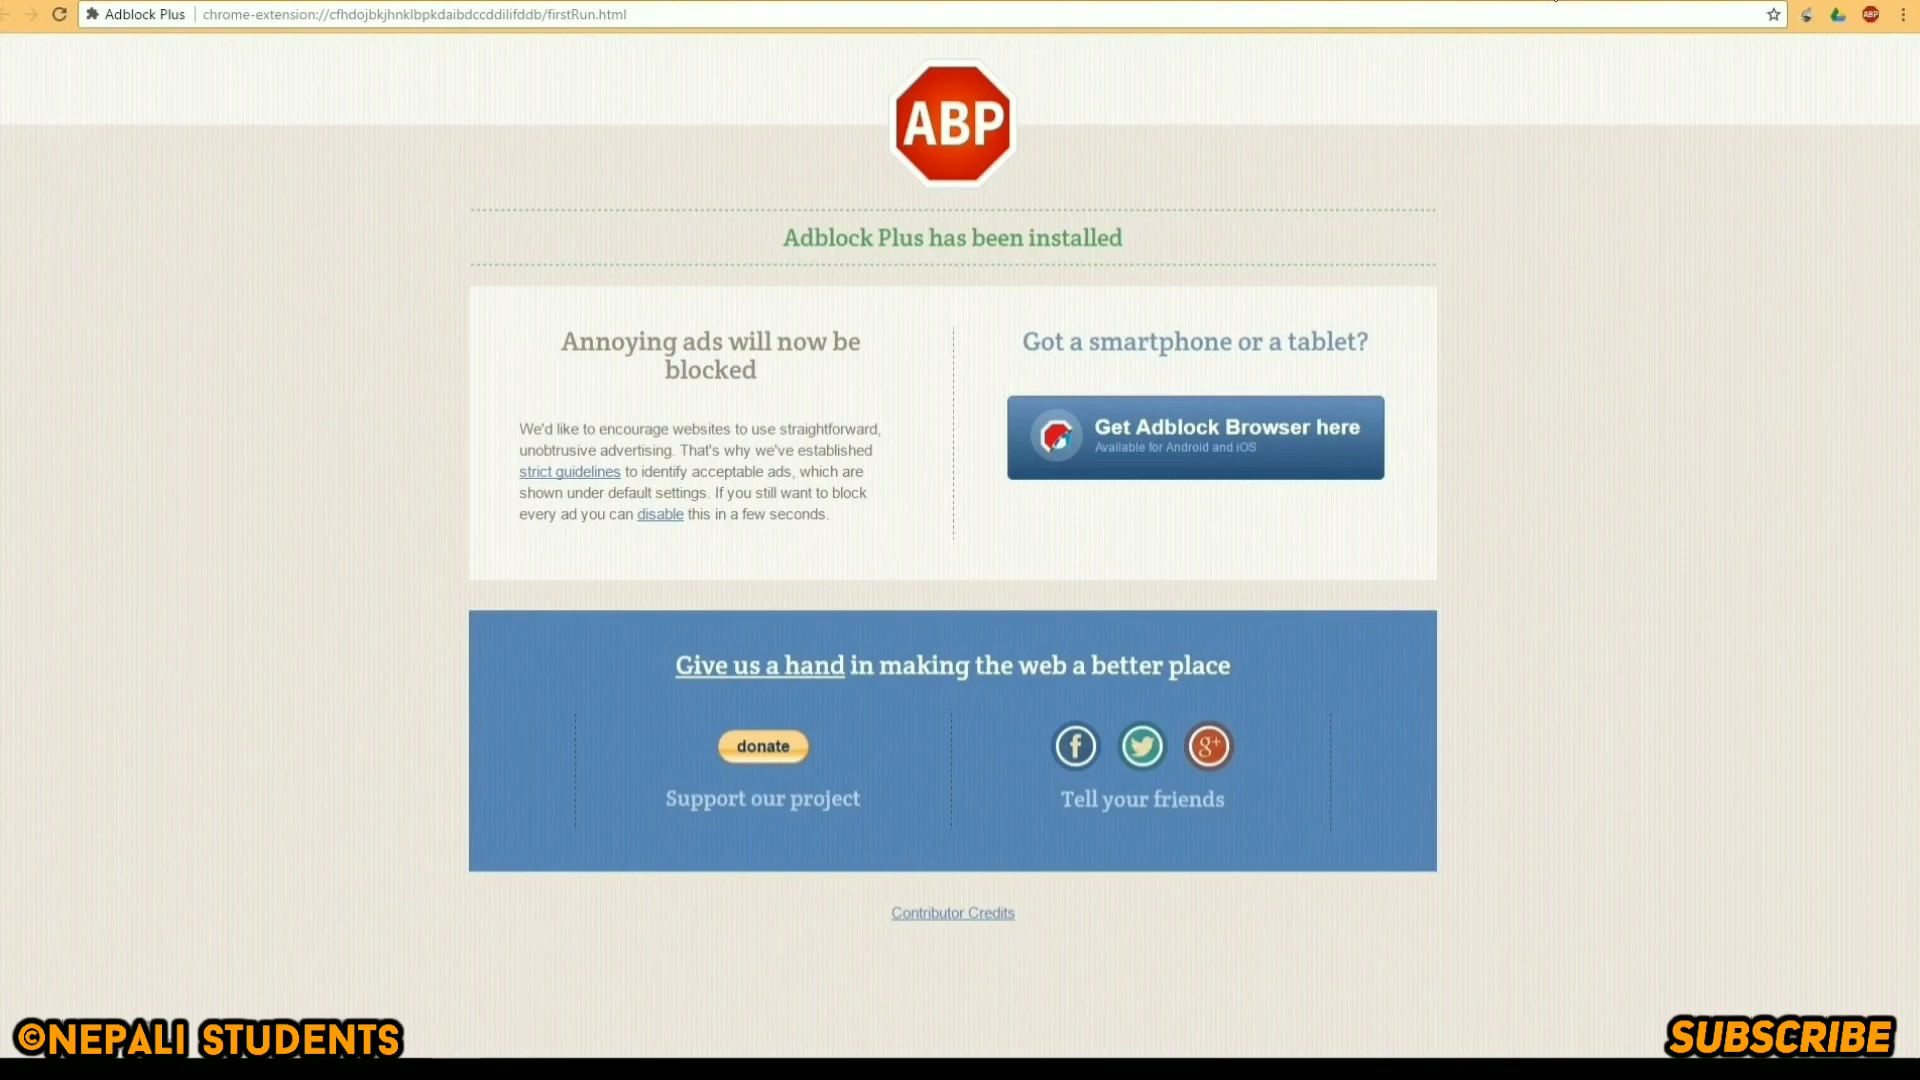 Adblock Plus chrome-extension://cfhdojbkjhnklbpkdaibdccddilifddb/firstRun.html ABP
ABP
Adblock Plus has been installed
Annoying ads will now be
blocked
We'd like to encourage websites to use straightforward,
unobtrusive advertising. That's why we've established
strict guidelines to identify acceptable ads, which are
shown under default settings. If you still want to block
every ad you can disable this in a few seconds.
Got a smartphone or a tablet?
Get Adblock Browser here
Available for Android and iOS
Give us a hand in making the web a better place
donate
Support our project
f g+
Tell your friends
Contributor Credits
©NEPALI STUDENTS
SUBSCRIBE